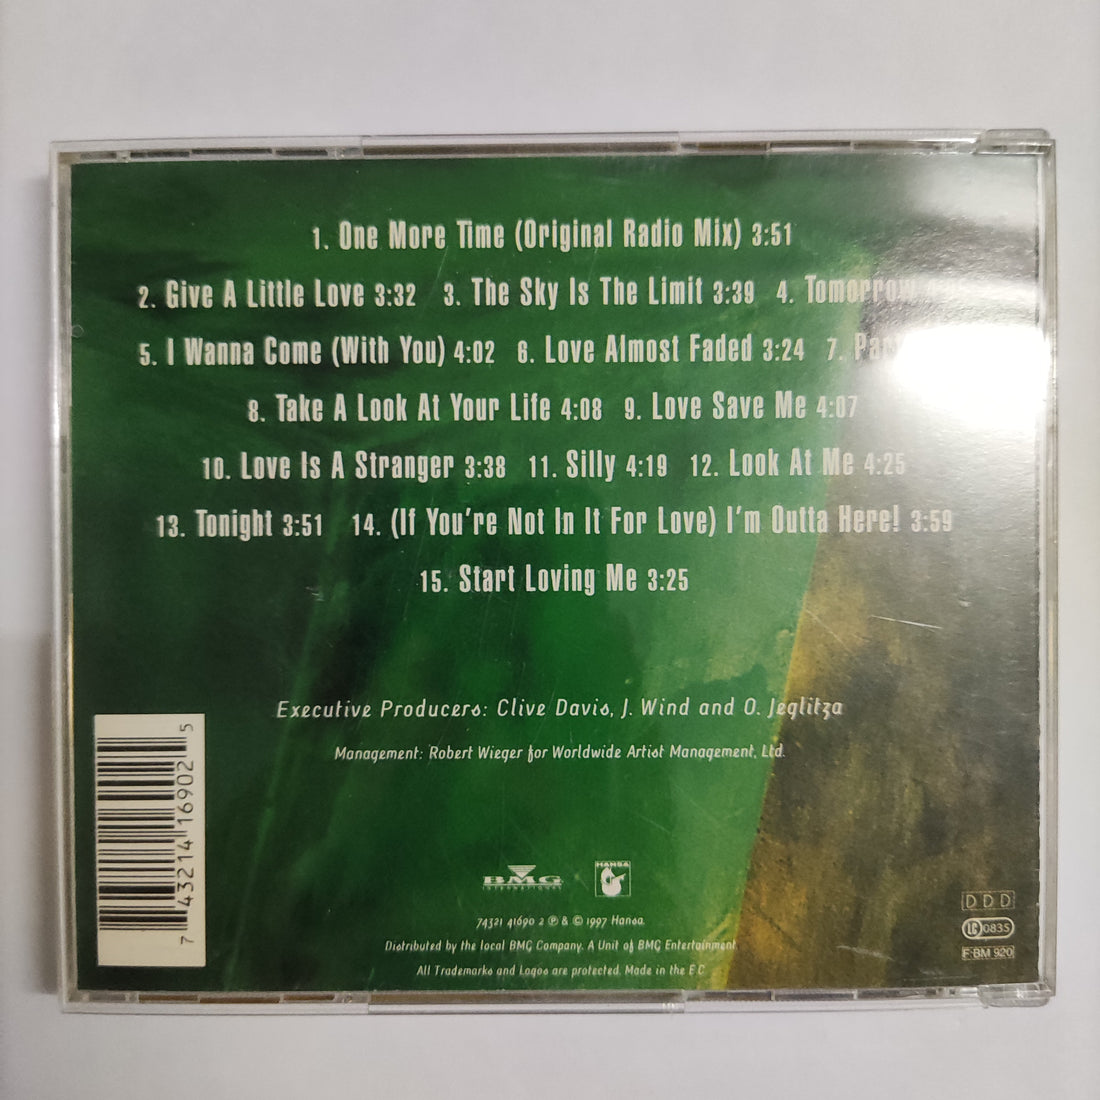 1. One More Time (Original Radio Mix) 3:51
2. Give A Little Love 3:32 3. The Sky Is The Limit 3:39 4. Tomorrow
5. I Wanna Come (With You) 4:02 6. Love Almost Faded 3:24 7.
8. Take A Look At Your Life 4:08 9. Love Save Me 4:07
10. Love Is A Stranger 3:38 11. Silly 4:19 12. Look At Me 4:25
13. Tonight 3:51 14. (If You're Not In It For Love) I'm Outta Here! 3:59
15. Start Loving Me 3:25
Executive Producers: Clive Davis, J. Wind and O. Jeglitza
Management: Robert Wieger for Worldwide Artist Management, Ltd.
7 43214 16902 5
BMG
INTERNATIONAL
HANSA
74321 41690 2 ℗ & © 1997 Hansa.
Distributed by the local BMG Company. A Unit of BMG Entertainment.
All Trademarks and Logos are protected. Made in the E C
DDD
LC 0835
F:BM 920